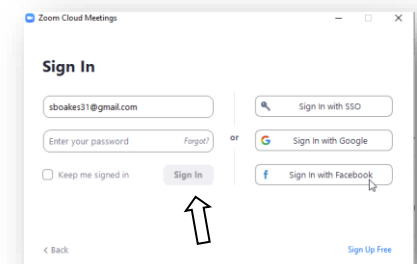 Zoom Cloud Meetings
Sign In
sboakes31@gmail.com
Enter your password Forgot?
Keep me signed in Sign In
or
Sign In with SSO
Sign In with Google
Sign In with Facebook
< Back
Sign Up Free